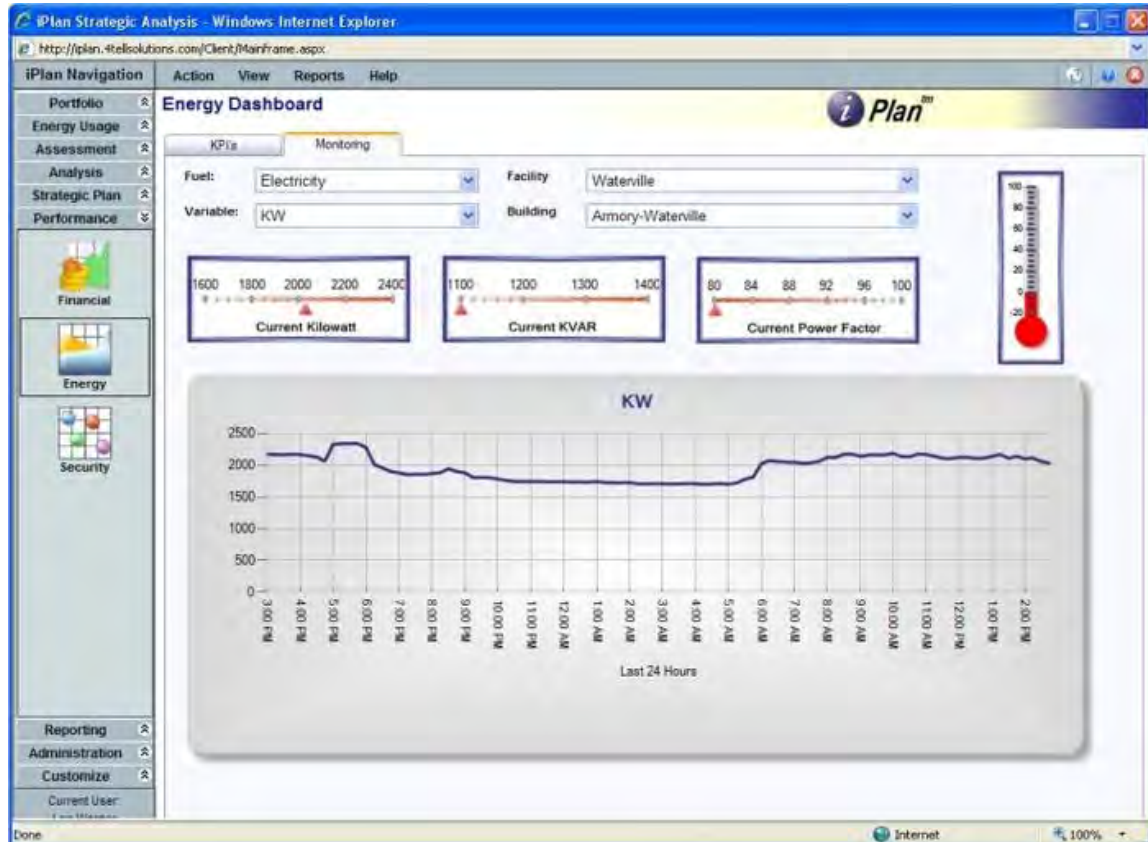 iPlan Strategic Analysis - Windows Internet Explorer
http://iplan.4tellsolutions.com/Client/Mainframe.aspx
iPlan Navigation
Action View Reports Help
Portfolio
Energy Usage
Assessment
Analysis
Strategic Plan
Performance
Financial
Energy
Security
Reporting
Administration
Customize
Current User
Energy Dashboard
i Plan tm
KPI's Monitoring
Fuel: Electricity Facility Waterville
Variable: KW Building Armory-Waterville
1600 1800 2000 2200 2400
Current Kilowatt
1100 1200 1300 1400
Current KVAR
80 84 88 92 96 100
Current Power Factor
100
80
60
40
20
0
-20
KW
2500
2000
1500
1000
500
0
3:00 PM 4:00 PM 5:00 PM 6:00 PM 7:00 PM 8:00 PM 9:00 PM 10:00 PM 11:00 PM 12:00 AM 1:00 AM 2:00 AM 3:00 AM 4:00 AM 5:00 AM 6:00 AM 7:00 AM 8:00 AM 9:00 AM 10:00 AM 11:00 AM 12:00 PM 1:00 PM 2:00 PM
Last 24 Hours
Done Internet 100%